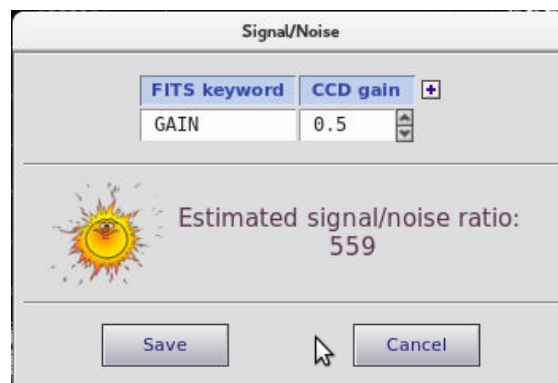 Signal/Noise
FITS keyword CCD gain
GAIN 0.5
Estimated signal/noise ratio:
559
Save Cancel